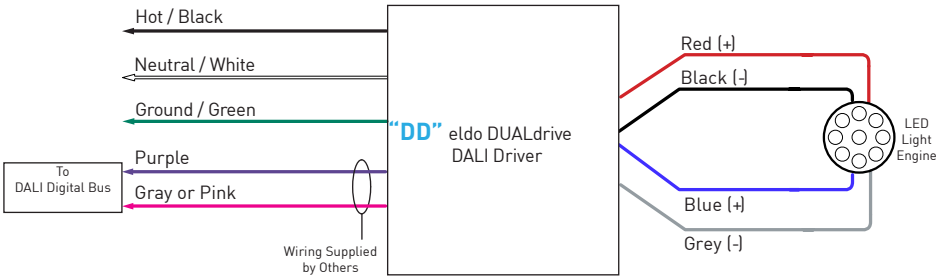 Hot / Black
Neutral / White
Ground / Green
Purple
Gray or Pink
To
DALI Digital Bus
Wiring Supplied
by Others
“DD” eldo DUALdrive
DALI Driver
Red (+)
Black (-)
Blue (+)
Grey (-)
LED
Light
Engine